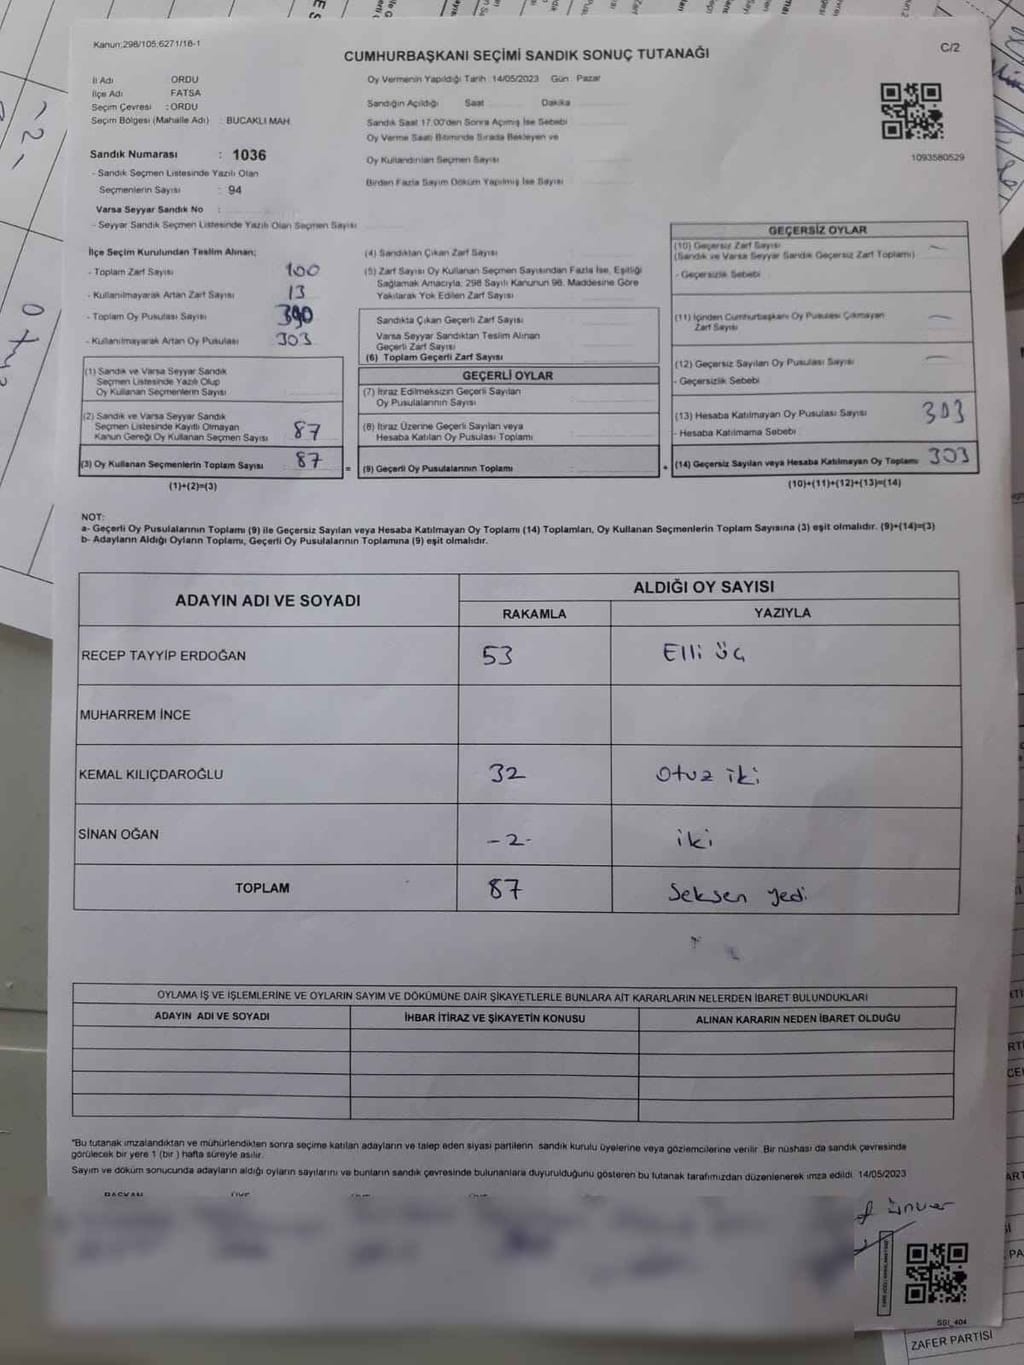 Kanun:298/105,6271/18-1
C/2
CUMHURBAŞKANI SEÇİMİ SANDIK SONUÇ TUTANAĞI
İl Adı ORDU
İlçe Adı FATSA
Seçim Çevresi : ORDU
Seçim Bölgesi (Mahalle Adı) : BUCAKLI MAH.
Oy Vermenin Yapıldığı Tarih :14/05/2023 Gün : Pazar
Sandığın Açıldığı Saat Dakika
Sandık Saat 17:00'den Sonra Açımış İse Sebebi
Oy Verme Saati Bitiminde Sırada Bekleyen ve
Oy Kullandırılan Seçmen Sayısı
Birden Fazla Sayım Döküm Yapılmış İse Sayısı
1093580529
Sandık Numarası : 1036
- Sandık Seçmen Listesinde Yazılı Olan
Seçmenlerin Sayısı : 94
Varsa Seyyar Sandık No :
- Seyyar Sandık Seçmen Listesinde Yazılı Olan Seçmen Sayısı
İlçe Seçim Kurulundan Teslim Alınan;
- Toplam Zarf Sayısı 100
- Kullanılmayarak Artan Zarf Sayısı 13
- Toplam Oy Pusulası Sayısı 390
- Kullanılmayarak Artan Oy Pusulası 303
(1) Sandık ve Varsa Seyyar Sandık
Seçmen Listesinde Yazılı Olup
Oy Kullanan Seçmenlerin Sayısı
(2) Sandık ve Varsa Seyyar Sandık
Seçmen Listesinde Kayıtlı Olmayan
Kanun Gereği Oy Kullanan Seçmen Sayısı 87
(3) Oy Kullanan Seçmenlerin Toplam Sayısı 87
(1)+(2)=(3)
(4) Sandıktan Çıkan Zarf Sayısı
(5) Zarf Sayısı Oy Kullanan Seçmen Sayısından Fazla İse, Eşitliği
Sağlamak Amacıyla, 298 Sayılı Kanunun 98. Maddesine Göre
Yakılarak Yok Edilen Zarf Sayısı
Sandıkta Çıkan Geçerli Zarf Sayısı
Varsa Seyyar Sandıktan Teslim Alınan
Geçerli Zarf Sayısı
(6) Toplam Geçerli Zarf Sayısı
GEÇERLİ OYLAR
(7) İtiraz Edilmeksizin Geçerli Sayılan
Oy Pusulalarının Sayısı
(8) İtiraz Üzerine Geçerli Sayılan veya
Hesaba Katılan Oy Pusulası Toplamı
= (9) Geçerli Oy Pusulalarının Toplamı
GEÇERSİZ OYLAR
(10) Geçersiz Zarf Sayısı —
(Sandık ve Varsa Seyyar Sandık Geçersiz Zarf Toplamı)
- Geçersizlik Sebebi
(11) İçinden Cumhurbaşkanı Oy Pusulası Çıkmayan —
Zarf Sayısı
(12) Geçersiz Sayılan Oy Pusulası Sayısı —
- Geçersizlik Sebebi
(13) Hesaba Katılmayan Oy Pusulası Sayısı 303
- Hesaba Katılmama Sebebi
+ (14) Geçersiz Sayılan veya Hesaba Katılmayan Oy Toplamı 303
(10)+(11)+(12)+(13)=(14)
NOT:
a- Geçerli Oy Pusulalarının Toplamı (9) ile Geçersiz Sayılan veya Hesaba Katılmayan Oy Toplamı (14) Toplamları, Oy Kullanan Seçmenlerin Toplam Sayısına (3) eşit olmalıdır. (9)+(14)=(3)
b- Adayların Aldığı Oyların Toplamı, Geçerli Oy Pusulalarının Toplamına (9) eşit olmalıdır.
ADAYIN ADI VE SOYADI
ALDIĞI OY SAYISI
RAKAMLA YAZIYLA
RECEP TAYYİP ERDOĞAN 53 Elli üç
MUHARREM İNCE
KEMAL KILIÇDAROĞLU 32 Otuz iki
SİNAN OĞAN -2- iki
TOPLAM 87 Seksen yedi
OYLAMA İŞ VE İŞLEMLERİNE VE OYLARIN SAYIM VE DÖKÜMÜNE DAİR ŞİKAYETLERLE BUNLARA AİT KARARLARIN NELERDEN İBARET BULUNDUKLARI
ADAYIN ADI VE SOYADI İHBAR İTİRAZ VE ŞİKAYETİN KONUSU ALINAN KARARIN NEDEN İBARET OLDUĞU
*Bu tutanak imzalandıktan ve mühürlendikten sonra seçime katılan adayların ve talep eden siyasi partilerin sandık kurulu üyelerine veya gözlemcilerine verilir. Bir nüshası da sandık çevresinde
görülecek bir yere 1 (bir ) hafta süreyle asılır.
Sayım ve döküm sonucunda adayların aldığı oyların sayılarını ve bunların sandık çevresinde bulunanlara duyurulduğunu gösteren bu tutanak tarafımızdan düzenlenerek imza edildi. 14/05/2023
SSI_404
ZAFER PARTİSİ